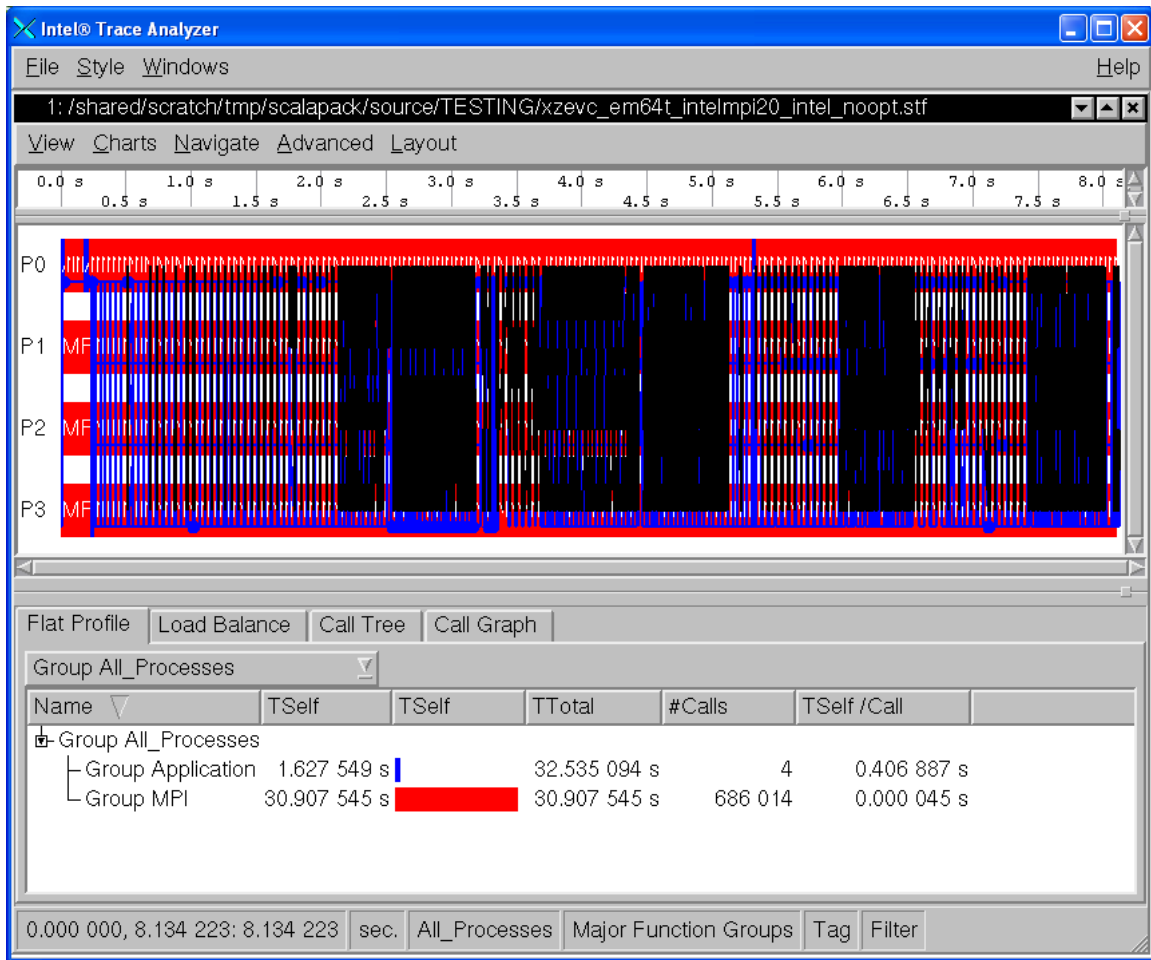 Intel® Trace Analyzer
File Style Windows Help
1: /shared/scratch/tmp/scalapack/source/TESTING/xzevc_em64t_intelmpi20_intel_noopt.stf
View Charts Navigate Advanced Layout
0.0 s 1.0 s 2.0 s 3.0 s 4.0 s 5.0 s 6.0 s 7.0 s 8.0 s
0.5 s 1.5 s 2.5 s 3.5 s 4.5 s 5.5 s 6.5 s 7.5 s
P0
P1 MF
P2 MF
P3 MF
Flat Profile Load Balance Call Tree Call Graph
Group All_Processes
Name TSelf TSelf TTotal #Calls TSelf /Call
Group All_Processes
Group Application 1.627 549 s 32.535 094 s 4 0.406 887 s
Group MPI 30.907 545 s 30.907 545 s 686 014 0.000 045 s
0.000 000, 8.134 223: 8.134 223 sec. All_Processes Major Function Groups Tag Filter